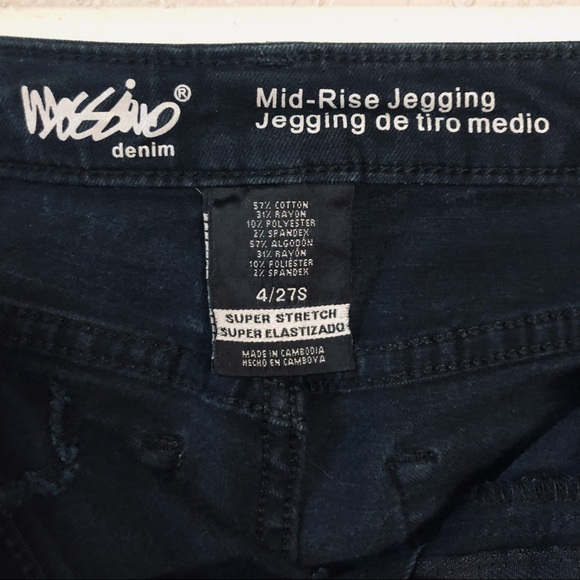 Mossimo®
denim
Mid-Rise Jegging
Jegging de tiro medio
57% COTTON
31% RAYON
10% POLYESTER
2% SPANDEX
57% ALGODÓN
31% RAYÓN
10% POLIÉSTER
2% SPANDEX
4/27S
SUPER STRETCH
SUPER ELASTIZADO
MADE IN CAMBODIA
HECHO EN CAMBOYA